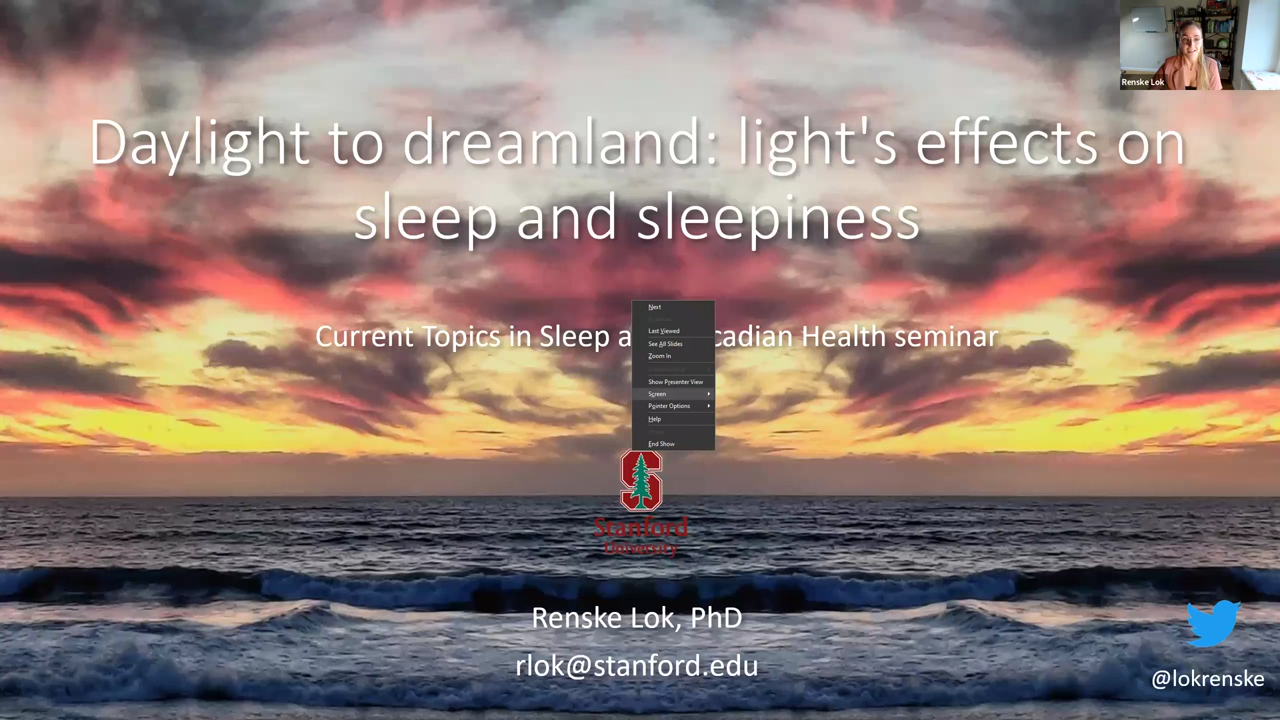 Renske Lok
Daylight to dreamland: light's effects on
sleep and sleepiness
Current Topics in Sleep a
cadian Health seminar
Next
Last Viewed
See All Slides
Zoom In
Show Presenter View
Screen
Pointer Options
Help
End Show
Stanford
University
Renske Lok, PhD
rlok@stanford.edu
@lokrenske